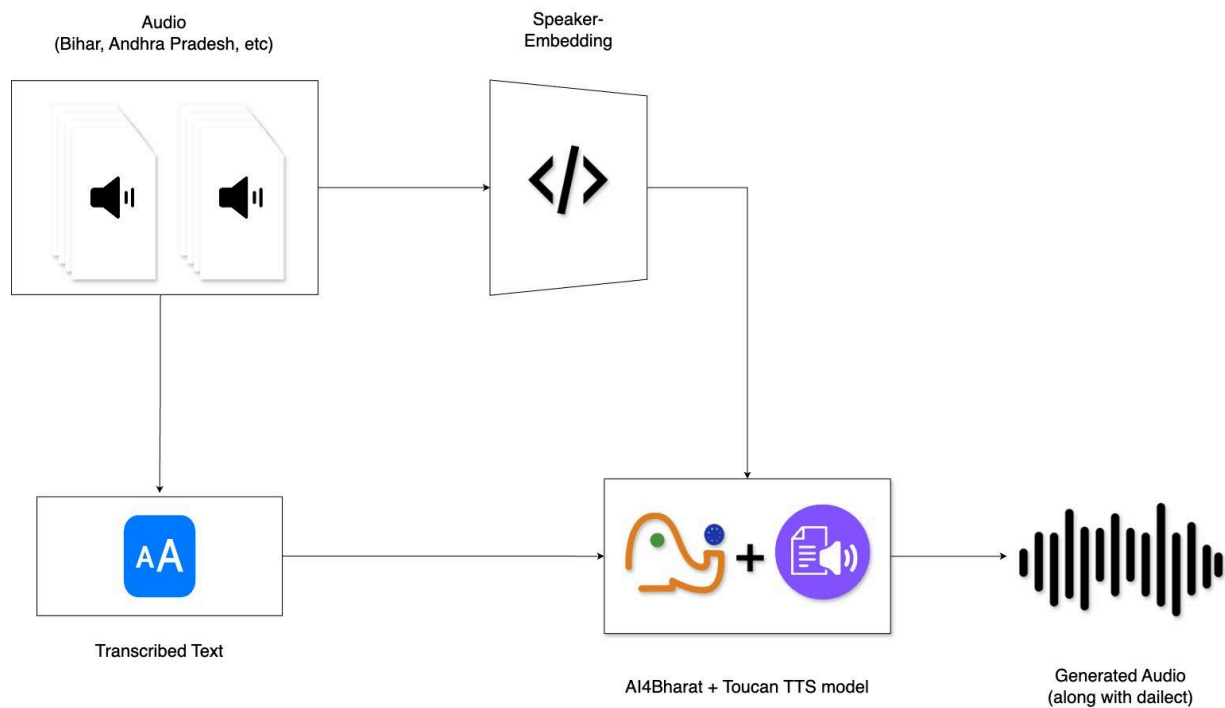 Audio
(Bihar, Andhra Pradesh, etc)
Speaker-
Embedding
</>
AA
Transcribed Text
AI4Bharat + Toucan TTS model
Generated Audio
(along with dailect)